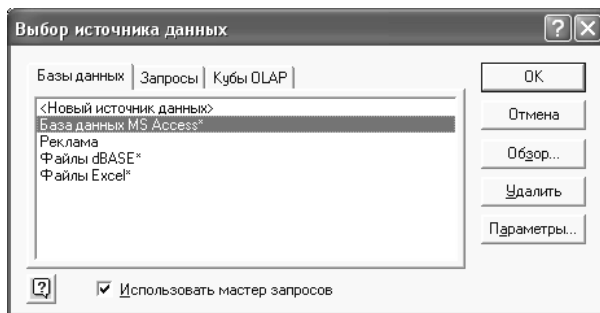 Выбор источника данных
Базы данных
Запросы
Кубы OLAP
OK
<Новый источник данных>
База данных MS Access*
Отмена
Реклама
Файлы dBASE*
Обзор...
Файлы Excel*
Удалить
Параметры...
Использовать мастер запросов